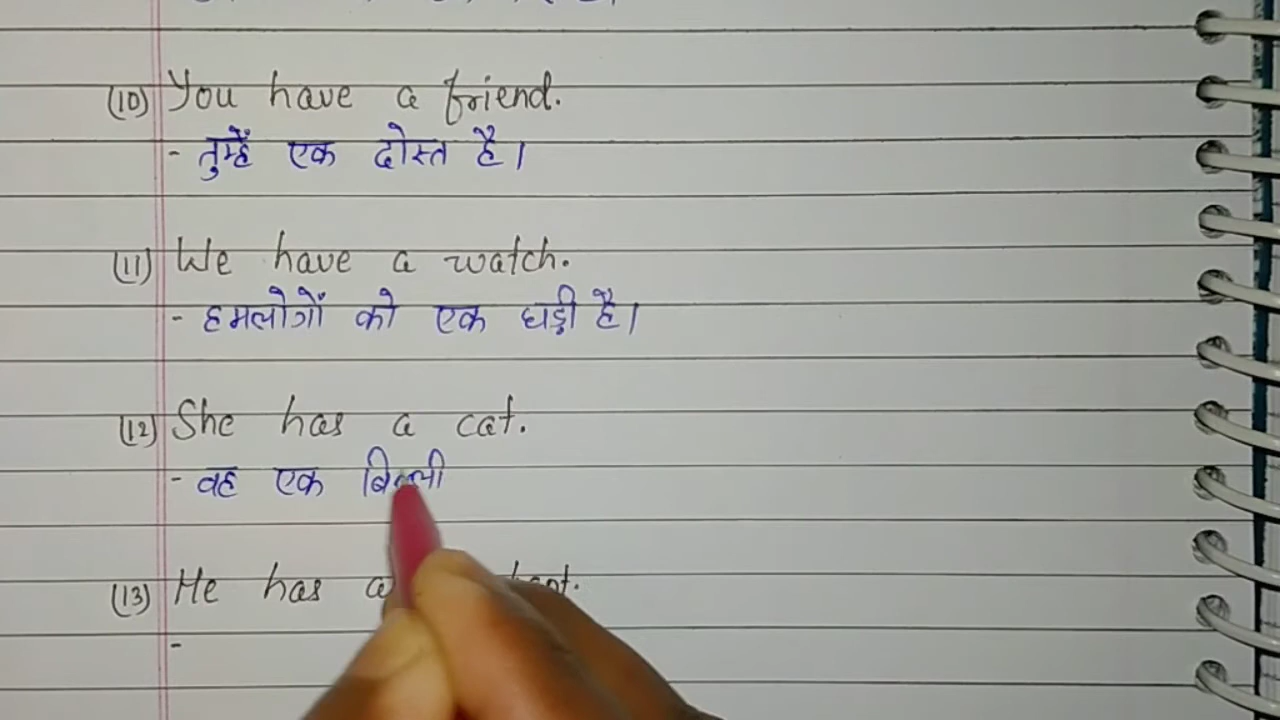 (10) You have a friend.
- तुम्हें एक दोस्त है।
(11) We have a watch.
- हमलोगों को एक घड़ी है।
(12) She has a cat.
- वह एक बिल्ली
(13) He has a
-